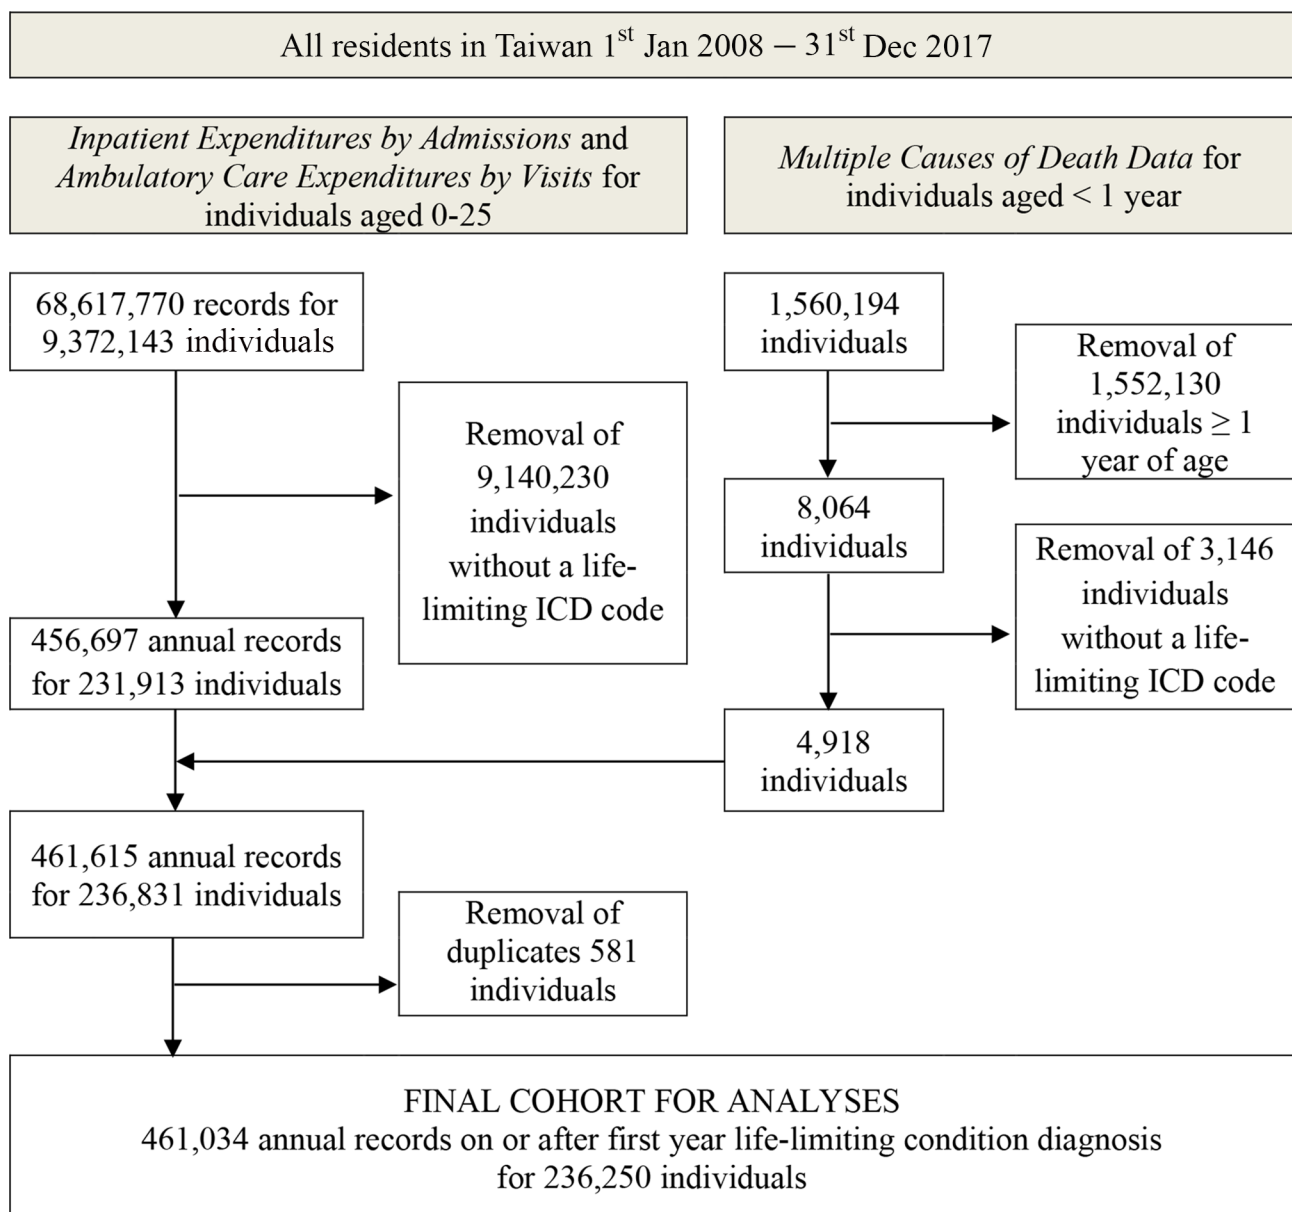 All residents in Taiwan 1st Jan 2008 – 31st Dec 2017
Inpatient Expenditures by Admissions and
Ambulatory Care Expenditures by Visits for
individuals aged 0-25
Multiple Causes of Death Data for
individuals aged < 1 year
68,617,770 records for
9,372,143 individuals
1,560,194
individuals
Removal of
1,552,130
individuals ≥ 1
year of age
Removal of
9,140,230
individuals
without a life-
limiting ICD code
8,064
individuals
Removal of 3,146
individuals
without a life-
limiting ICD code
456,697 annual records
for 231,913 individuals
4,918
individuals
461,615 annual records
for 236,831 individuals
Removal of
duplicates 581
individuals
FINAL COHORT FOR ANALYSES
461,034 annual records on or after first year life-limiting condition diagnosis
for 236,250 individuals